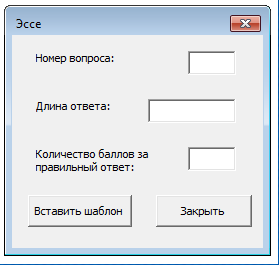 Эссе
Номер вопроса:
Длина ответа:
Количество баллов за
правильный ответ:
Вставить шаблон
Закрыть